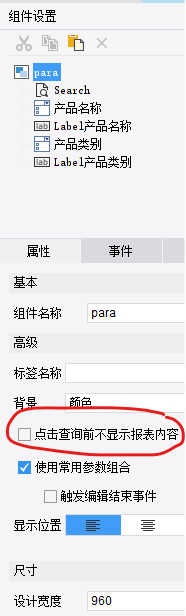 组件设置
para
Search
产品名称
Label产品名称
产品类别
Label产品类别
属性 事件
基本
组件名称 para
高级
标签名称
背景 颜色
点击查询前不显示报表内容
使用常用参数组合
触发编辑结束事件
显示位置
尺寸
设计宽度 960